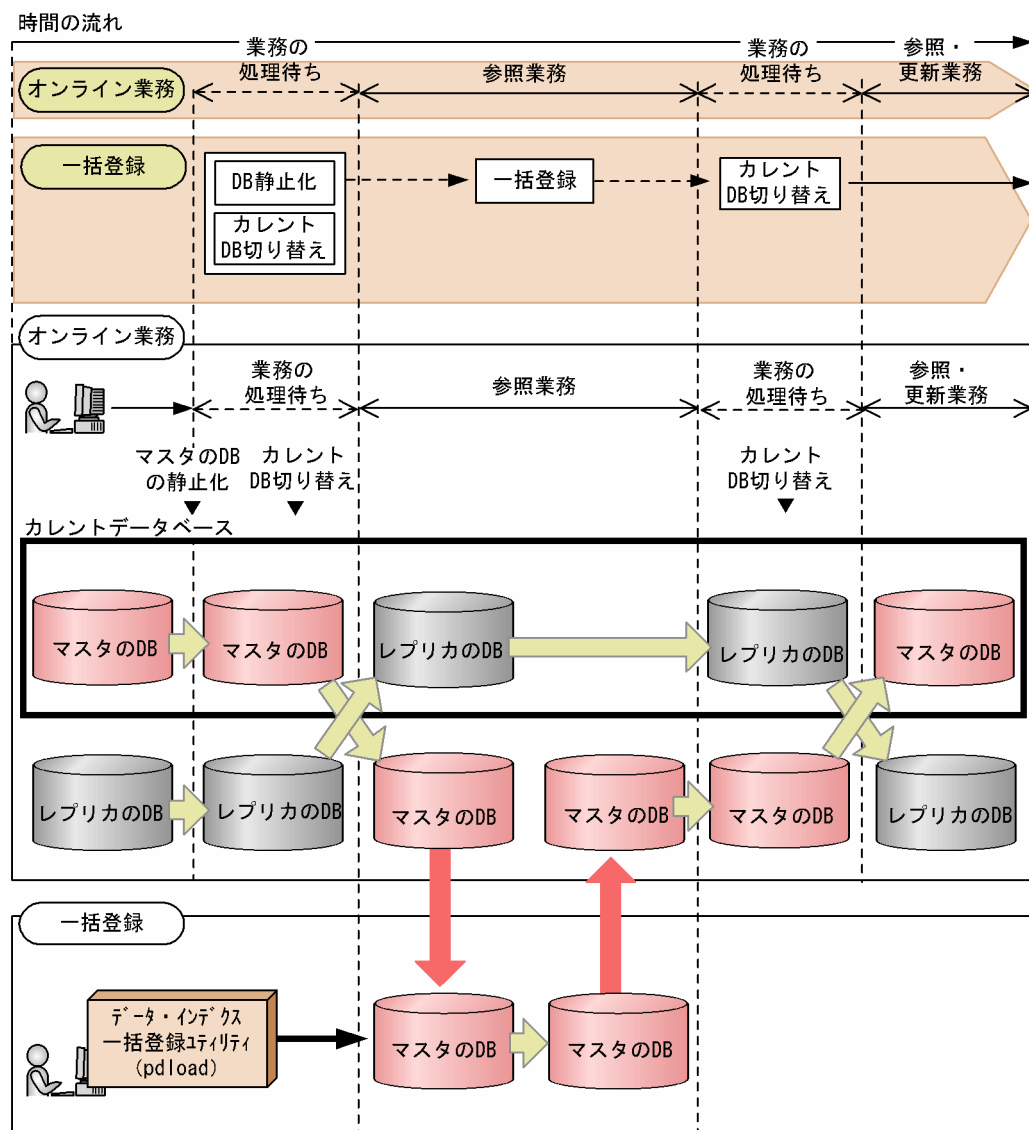 時間の流れ
業務の
処理待ち
参照業務
業務の
処理待ち
参照・
更新業務
オンライン業務
一括登録
DB静止化
カレント
DB切り替え
一括登録
カレント
DB切り替え
オンライン業務
業務の
処理待ち
参照業務
業務の
処理待ち
参照・
更新業務
マスタのDB
の静止化
カレント
DB切り替え
カレント
DB切り替え
カレントデータベース
マスタのDB
マスタのDB
レプリカのDB
レプリカのDB
マスタのDB
レプリカのDB
レプリカのDB
マスタのDB
マスタのDB
マスタのDB
レプリカのDB
一括登録
ﾃﾞｰﾀ・ｲﾝﾃﾞｸｽ
一括登録ﾕﾃｨﾘﾃｨ
(pdload)
マスタのDB
マスタのDB